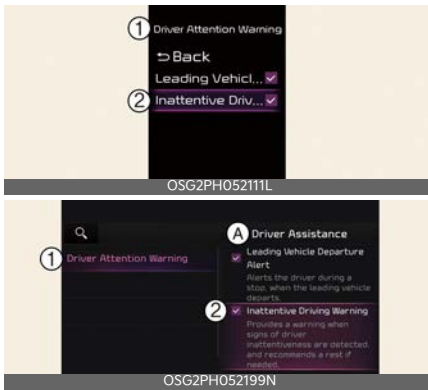 ① Driver Attention Warning
⮌ Back
Leading Vehicl...
② Inattentive Driv...
OSG2PH052111L
Ⓐ Driver Assistance
① Driver Attention Warning
Leading Vehicle Departure
Alert
Alerts the driver during a
stop, when the leading vehicle
departs.
② Inattentive Driving Warning
Provides a warning when
signs of driver
inattentiveness are detected,
and recommends a rest if
needed.
OSG2PH052199N